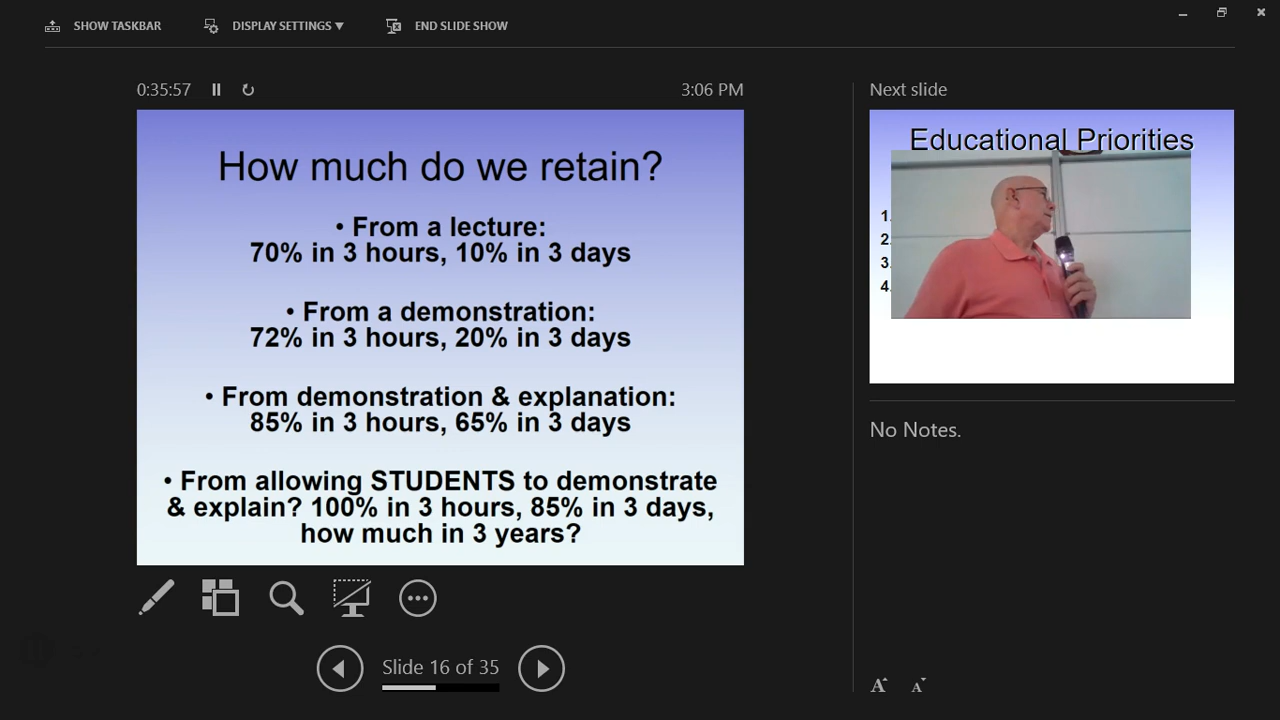 SHOW TASKBAR
DISPLAY SETTINGS ▼
END SLIDE SHOW
0:35:57
3:06 PM
How much do we retain?
• From a lecture:
70% in 3 hours, 10% in 3 days
• From a demonstration:
72% in 3 hours, 20% in 3 days
• From demonstration & explanation:
85% in 3 hours, 65% in 3 days
• From allowing STUDENTS to demonstrate
& explain? 100% in 3 hours, 85% in 3 days,
how much in 3 years?
Slide 16 of 35
Next slide
Educational Priorities
1.
2.
3.
4.
No Notes.
A
A